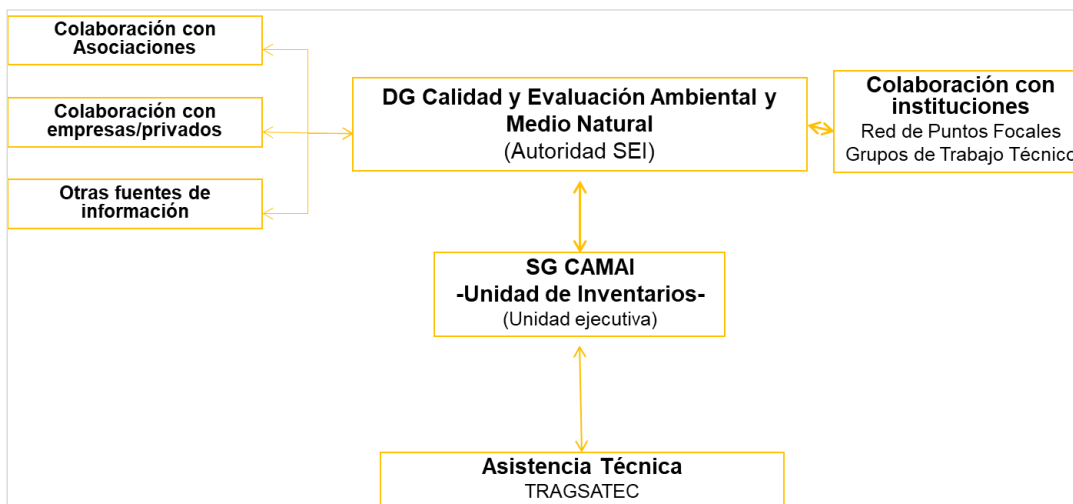 Colaboración con
Asociaciones
Colaboración con
empresas/privados
Otras fuentes de
información
DG Calidad y Evaluación Ambiental y
Medio Natural
(Autoridad SEI)
Colaboración con
instituciones
Red de Puntos Focales
Grupos de Trabajo Técnico
SG CAMAI
-Unidad de Inventarios-
(Unidad ejecutiva)
Asistencia Técnica
TRAGSATEC